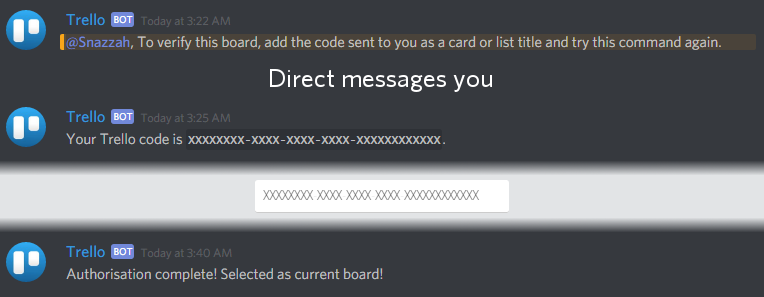 Trello BOT Today at 3:22 AM
@Snazzah, To verify this board, add the code sent to you as a card or list title and try this command again.
Direct messages you
Trello BOT Today at 3:25 AM
Your Trello code is xxxxxxxx-xxxx-xxxx-xxxx-xxxxxxxxxxxx.
XXXXXXXX XXXX XXXX XXXX XXXXXXXXXXXX
Trello BOT Today at 3:40 AM
Authorisation complete! Selected as current board!